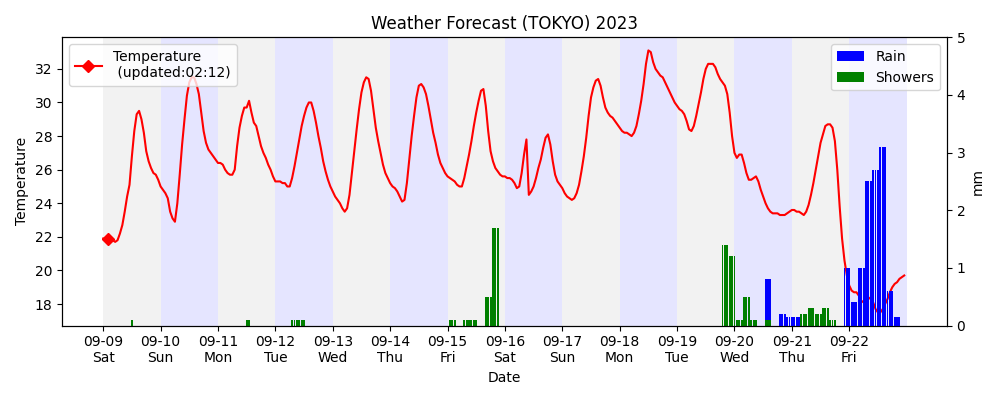 Weather Forecast (TOKYO) 2023
Temperature
(updated:02:12)
Rain
Showers
Temperature
32
30
28
26
24
22
20
18
5
4
3
2
1
0
mm
09-09 09-10 09-11 09-12 09-13 09-14 09-15 09-16 09-17 09-18 09-19 09-20 09-21 09-22
Sat Sun Mon Tue Wed Thu Fri Sat Sun Mon Tue Wed Thu Fri
Date